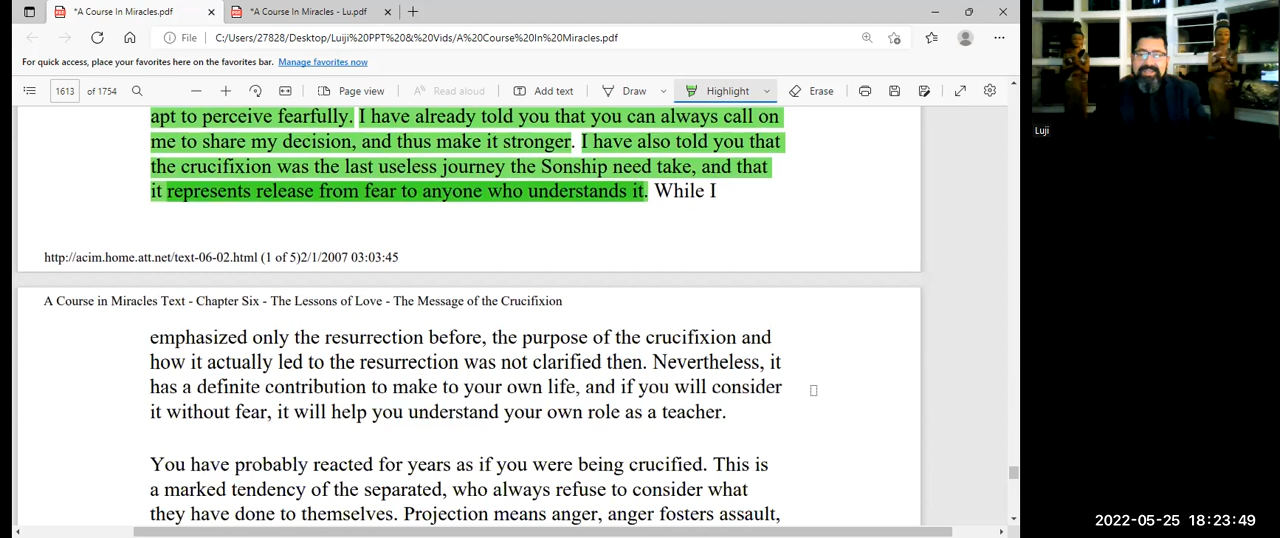 *A Course In Miracles.pdf
*A Course In Miracles - Lu.pdf
File
C:/Users/27828/Desktop/Luiji%20PPT%20&%20Vids/A%20Course%20In%20Miracles.pdf
For quick access, place your favorites here on the favorites bar. Manage favorites now
1613 of 1754
Page view
Read aloud
Add text
Draw
Highlight
Erase
apt to perceive fearfully. I have already told you that you can always call on
me to share my decision, and thus make it stronger. I have also told you that
the crucifixion was the last useless journey the Sonship need take, and that
it represents release from fear to anyone who understands it. While I
http://acim.home.att.net/text-06-02.html (1 of 5)2/1/2007 03:03:45
A Course in Miracles Text - Chapter Six - The Lessons of Love - The Message of the Crucifixion
emphasized only the resurrection before, the purpose of the crucifixion and
how it actually led to the resurrection was not clarified then. Nevertheless, it
has a definite contribution to make to your own life, and if you will consider
it without fear, it will help you understand your own role as a teacher.
You have probably reacted for years as if you were being crucified. This is
a marked tendency of the separated, who always refuse to consider what
they have done to themselves. Projection means anger, anger fosters assault,
Luji
2022-05-25 18:23:49